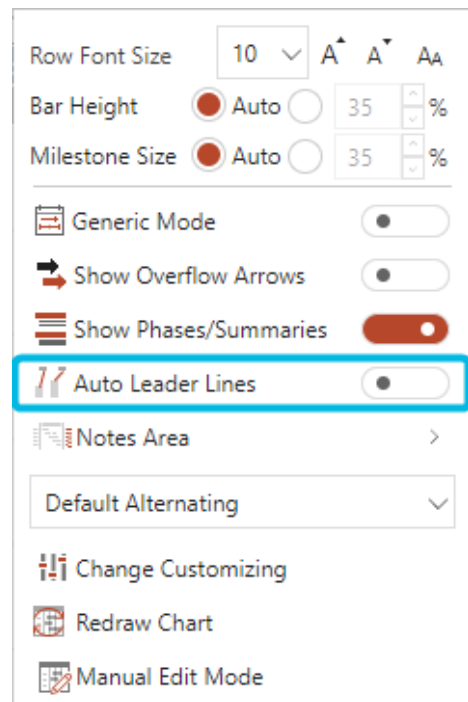 Row Font Size 10 A A AA
Bar Height Auto 35 %
Milestone Size Auto 35 %
Generic Mode
Show Overflow Arrows
Show Phases/Summaries
Auto Leader Lines
Notes Area
Default Alternating
Change Customizing
Redraw Chart
Manual Edit Mode